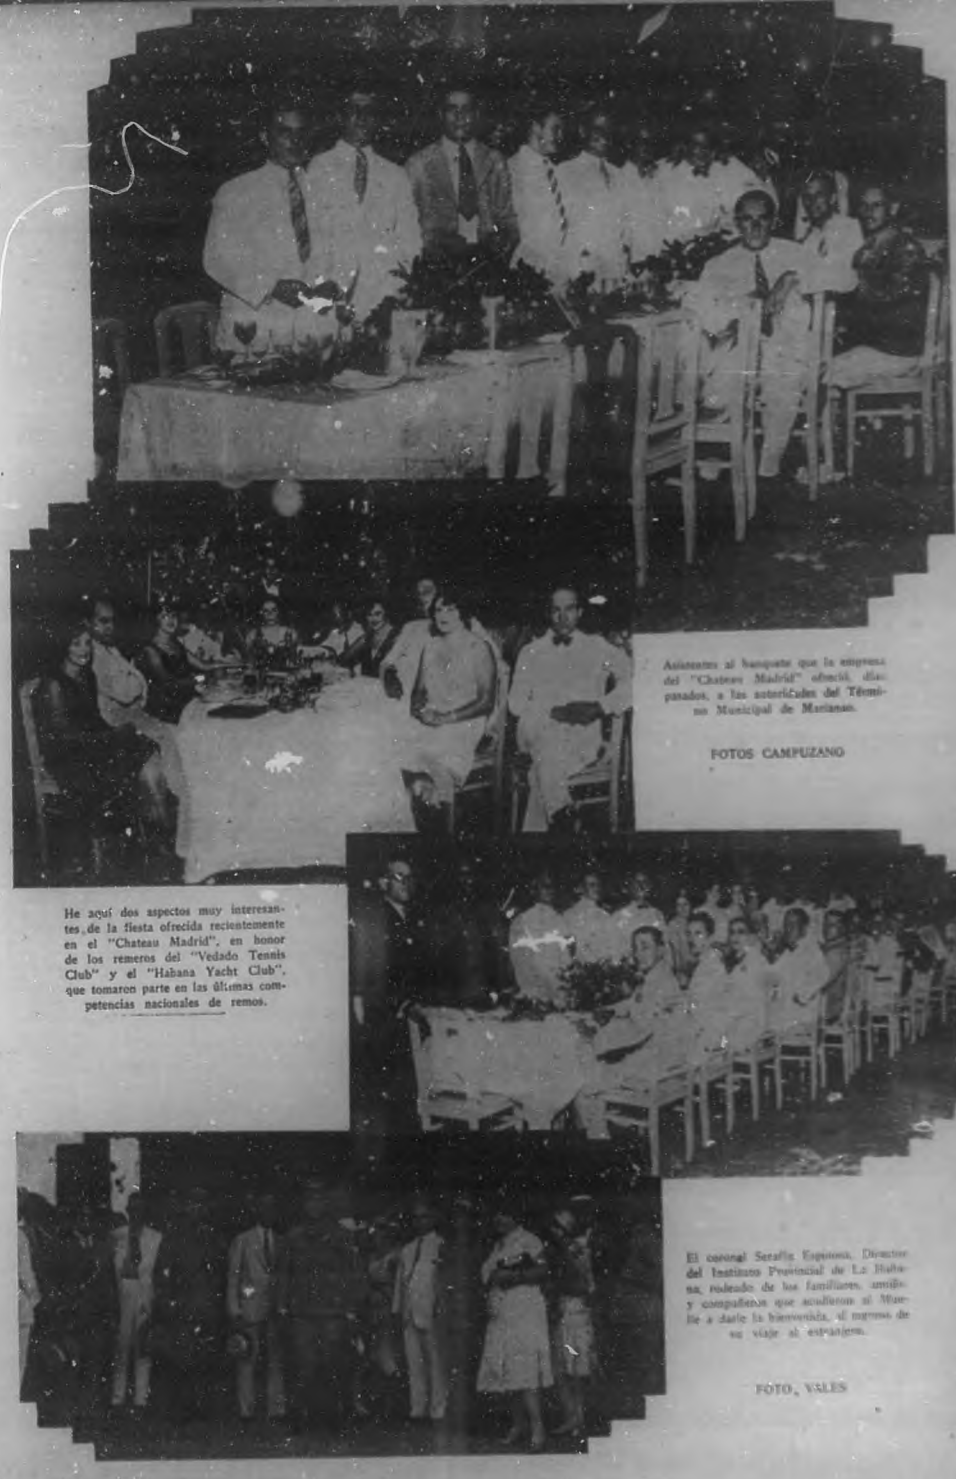 Asistentes al banquete que la empresa
del "Chateau Madrid" ofreció, días
pasados, a las autoridades del Térmi-
no Municipal de Marianao.
FOTOS CAMPUZANO
He aquí dos aspectos muy interesan-
tes de la fiesta ofrecida recientemente
en el "Chateau Madrid", en honor
de los remeros del "Vedado Tennis
Club" y el "Habana Yacht Club",
que tomaron parte en las últimas com-
petencias nacionales de remos.
El coronel Serafín Espinosa, Director
del Instituto Provincial de La Haba-
na, rodeado de los familiares,
y compañeros que acudieron al Mue-
lle a darle la bienvenida, al regreso de
su viaje al extranjero.
FOTO, VALES